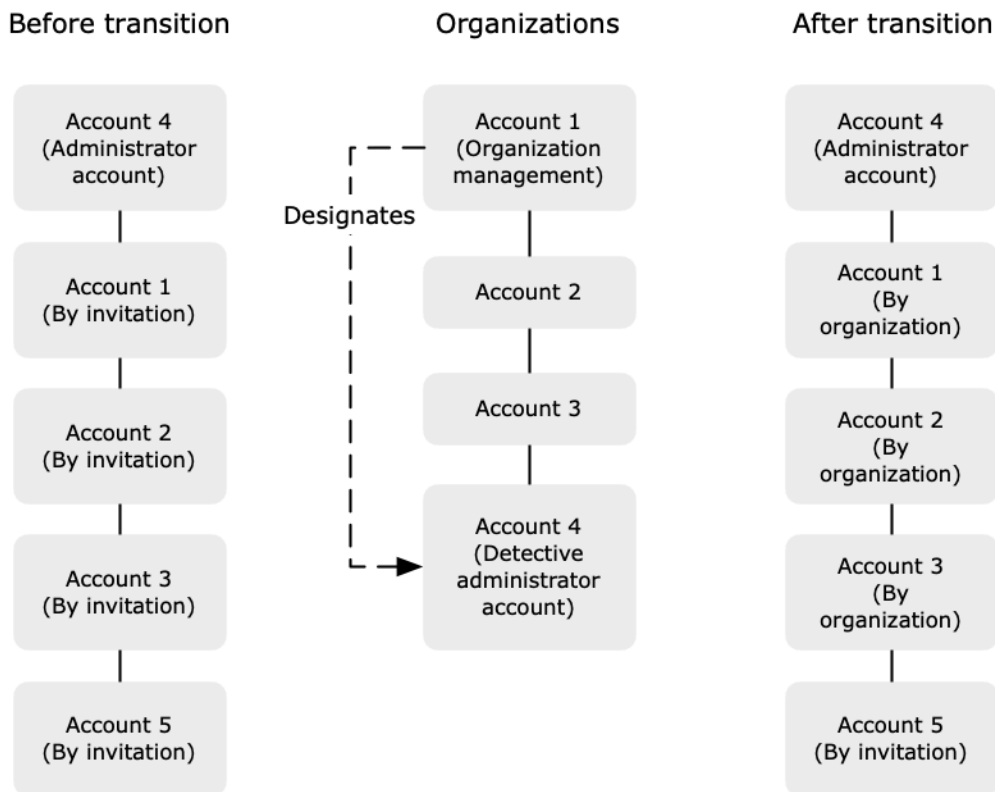 Before transition
Account 4
(Administrator
account)
Account 1
(By invitation)
Account 2
(By invitation)
Account 3
(By invitation)
Account 5
(By invitation)
Organizations
Account 1
(Organization
management)
Designates
Account 2
Account 3
Account 4
(Detective
administrator
account)
After transition
Account 4
(Administrator
account)
Account 1
(By
organization)
Account 2
(By
organization)
Account 3
(By
organization)
Account 5
(By invitation)